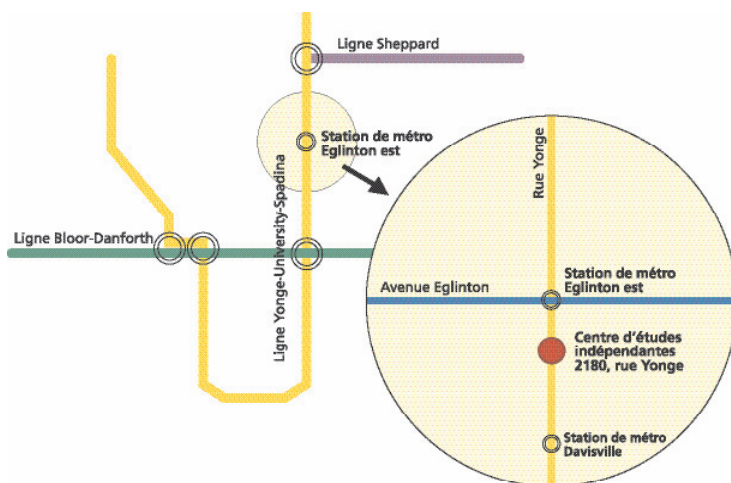 Ligne Sheppard
Station de métro
Eglinton est
Ligne Bloor-Danforth
Ligne Yonge-University-Spadina
Rue Yonge
Avenue Eglinton
Station de métro
Eglinton est
Centre d'études
indépendantes
2180, rue Yonge
Station de métro
Davisville